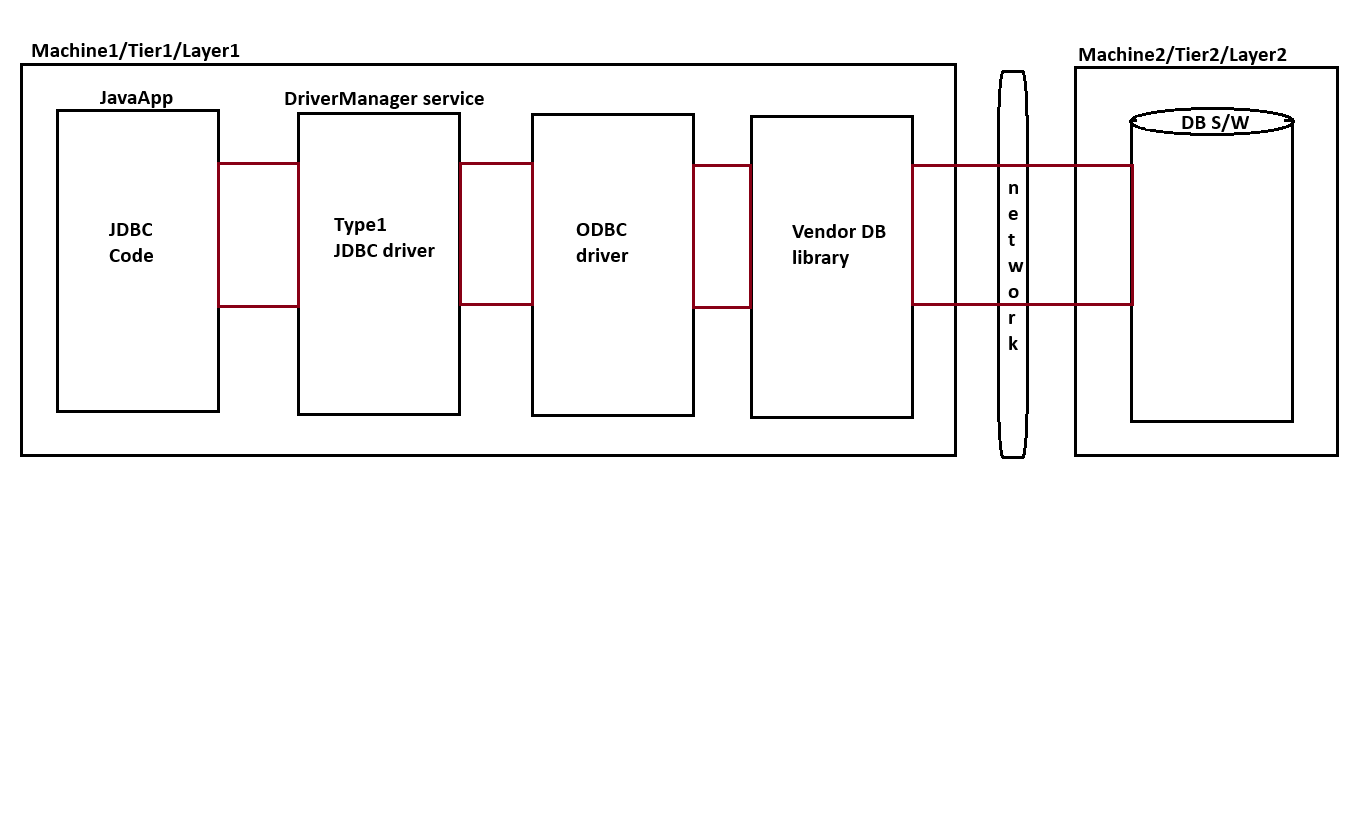 Machine1/Tier1/Layer1
Machine2/Tier2/Layer2
JavaApp
DriverManager service
DB S/W
JDBC
Code
Type1
JDBC driver
ODBC
driver
Vendor DB
library
n
e
t
w
o
r
k